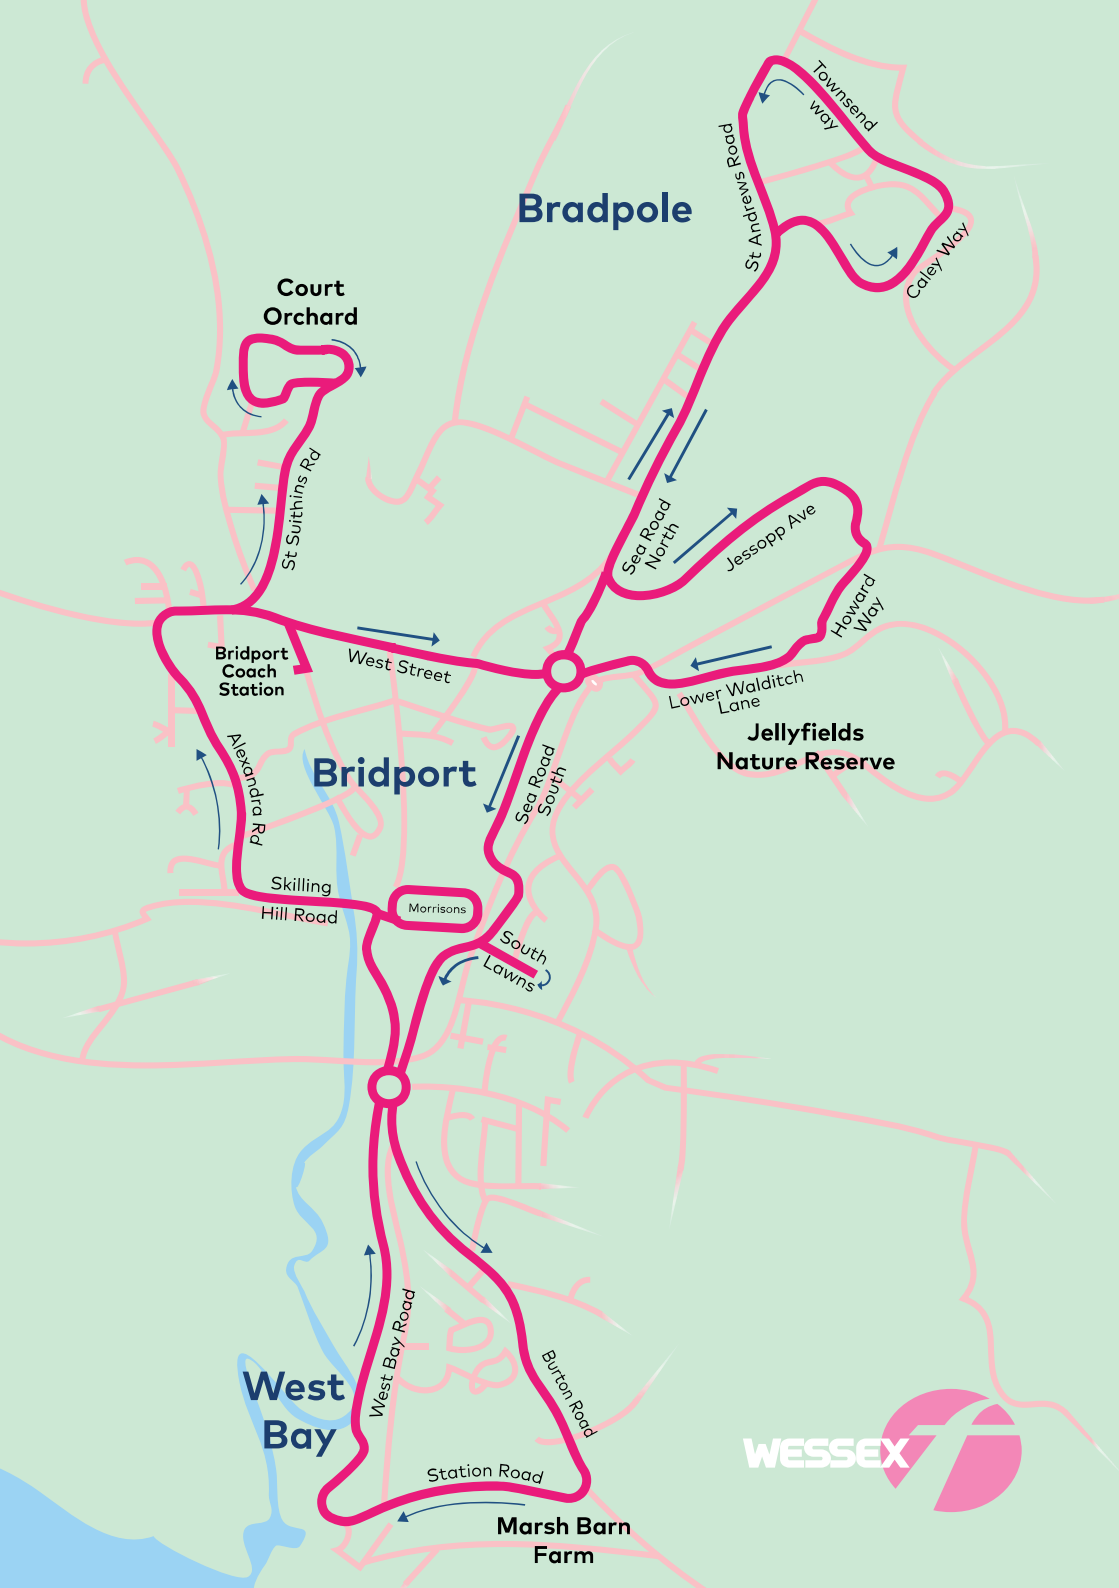 Townsend
way
St Andrews Road
Bradpole
Caley Way
Court
Orchard
St Suithins Rd
Sea Road
North
Jessopp Ave
Howard
Way
Bridport
Coach
Station
West Street
Lower Walditch
Lane
Jellyfields
Nature Reserve
Alexandra Rd
Bridport
Sea Road
South
Skilling
Hill Road
Morrisons
South
Lawns
West Bay Road
Burton Road
West
Bay
WESSEX
Station Road
Marsh Barn
Farm